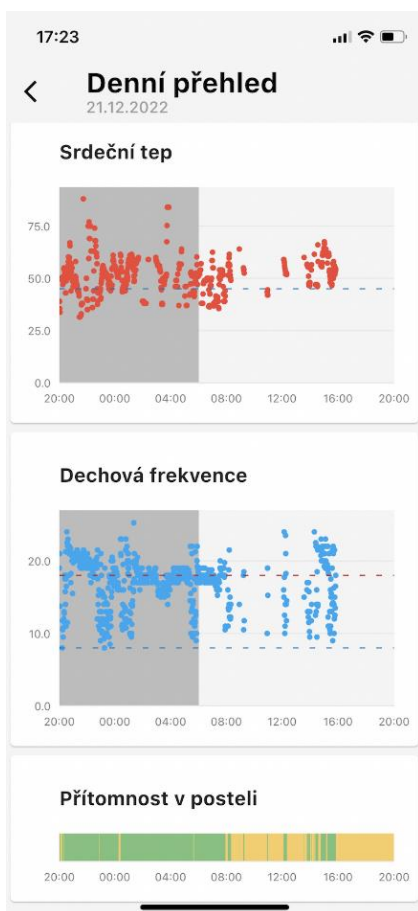 17:23
Denní přehled
21.12.2022
Srdeční tep
75.0
50.0
25.0
0.0
20:00 00:00 04:00 08:00 12:00 16:00 20:00
Dechová frekvence
20.0
10.0
0.0
20:00 00:00 04:00 08:00 12:00 16:00 20:00
Přítomnost v posteli
20:00 00:00 04:00 08:00 12:00 16:00 20:00